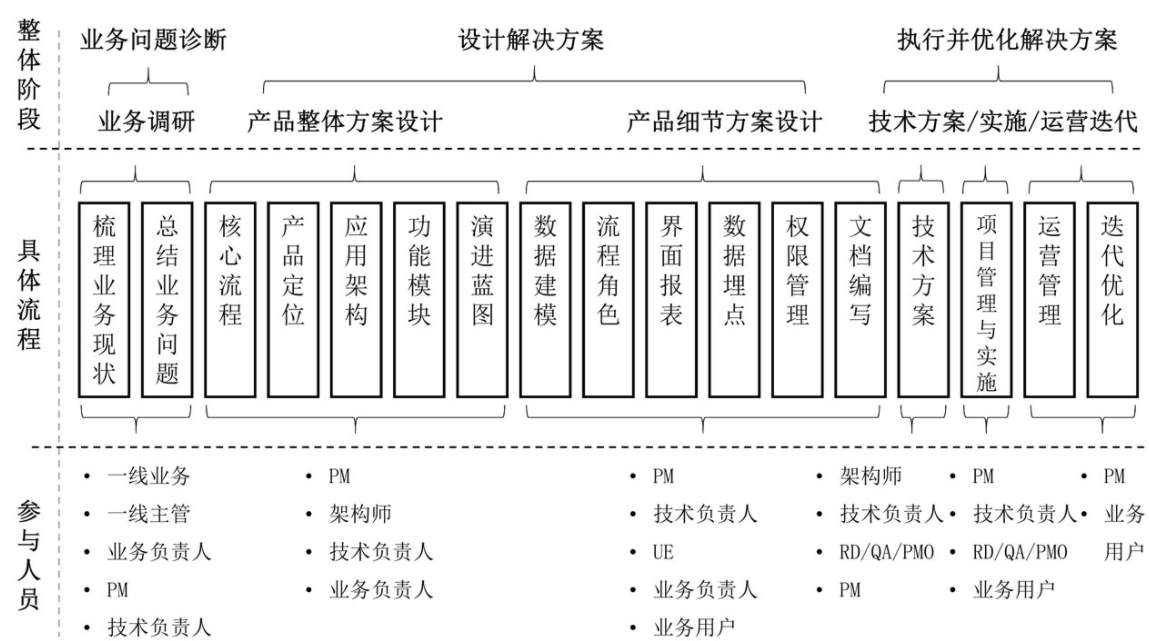 整体阶段
业务问题诊断
设计解决方案
执行并优化解决方案
业务调研
产品整体方案设计
产品细节方案设计
技术方案/实施/运营迭代
具体流程
梳理业务现状
总结业务问题
核心流程
产品定位
应用架构
功能模块
演进蓝图
数据建模
流程角色
界面报表
数据埋点
权限管理
文档编写
技术方案
项目管理与实施
运营管理
迭代优化
参与人员
• 一线业务
• 一线主管
• 业务负责人
• PM
• 技术负责人
• PM
• 架构师
• 技术负责人
• 业务负责人
• PM
• 技术负责人
• UE
• 业务负责人
• 业务用户
• 架构师
• 技术负责人
• RD/QA/PMO
• PM
• PM
• 技术负责人
• RD/QA/PMO
• 业务用户
• PM
• 业务
用户